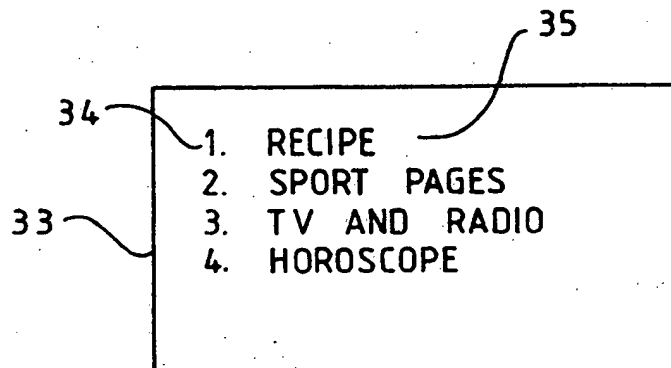 35
34
1. RECIPE
2. SPORT PAGES
33
3. TV AND RADIO
4. HOROSCOPE